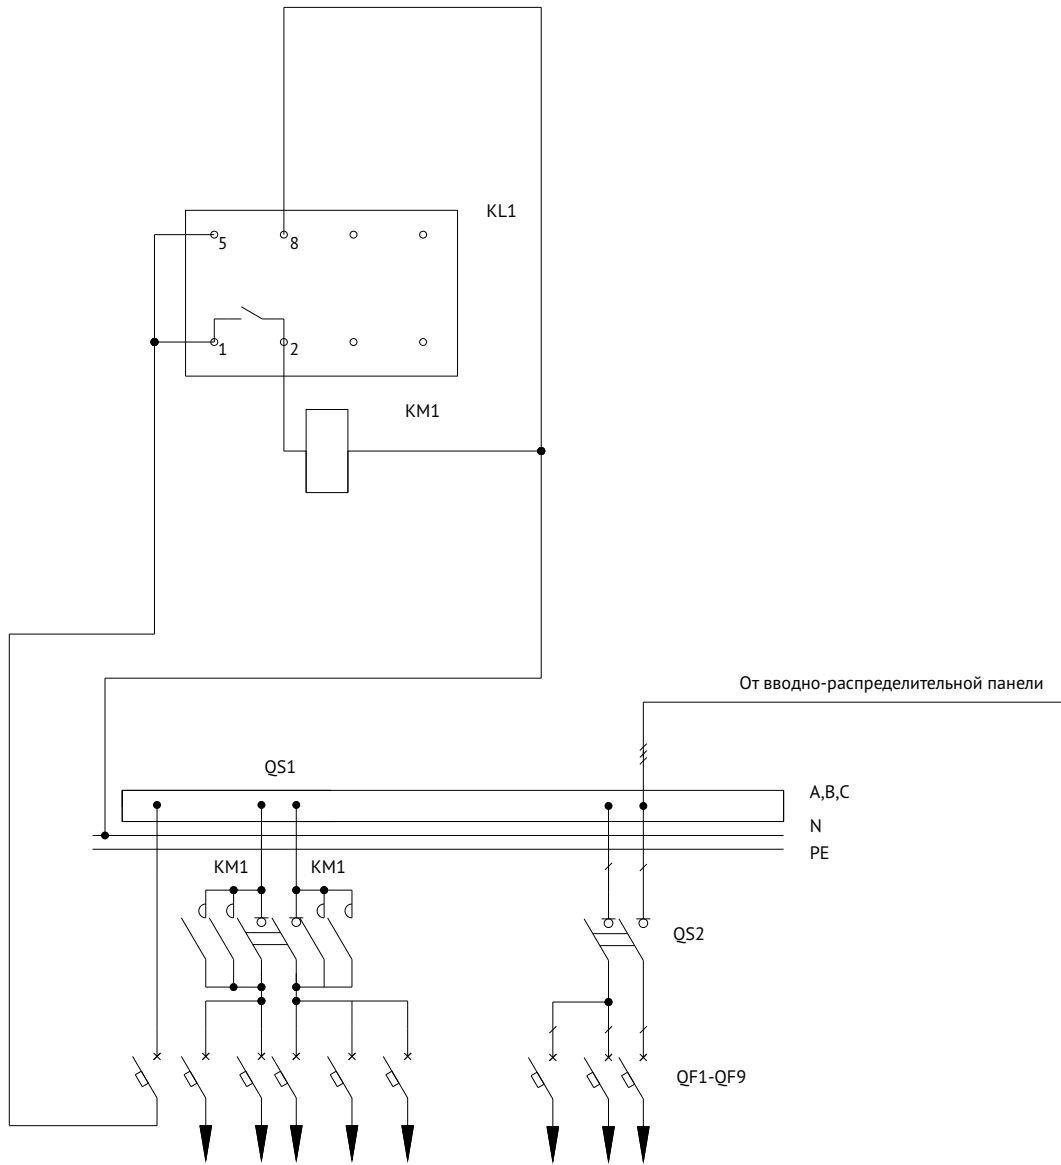 KL1
5
8
1
2
KM1
От вводно-распределительной панели
QS1
A,B,C
N
PE
KM1
KM1
QS2
QF1-QF9